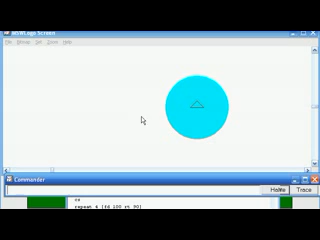 MSWLogo Screen
File Bitmap Set Zoom Help
Commander
Halt Trace
cs
repeat 4 [fd 100 rt 90]